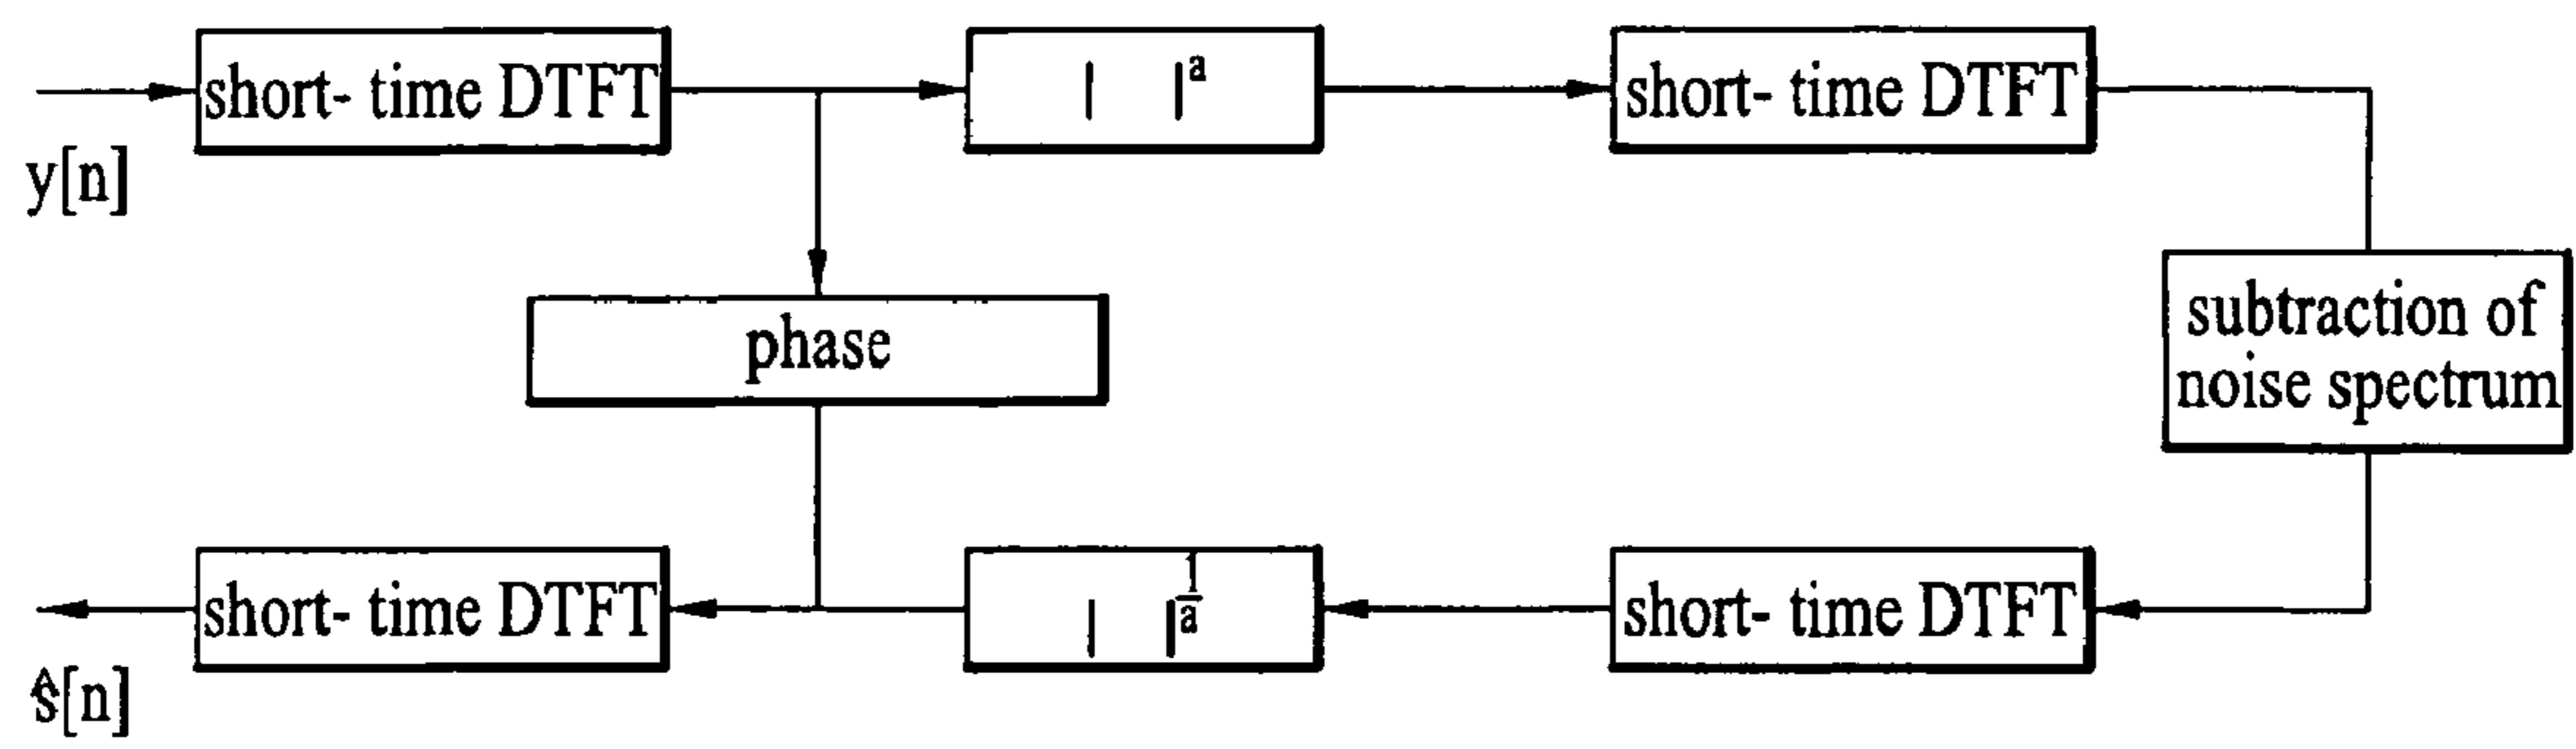 short- time DTFT
| |^a
short- time DTFT
y[n]
phase
subtraction of
noise spectrum
short- time DTFT
| |^1/a
short- time DTFT
ŝ[n]